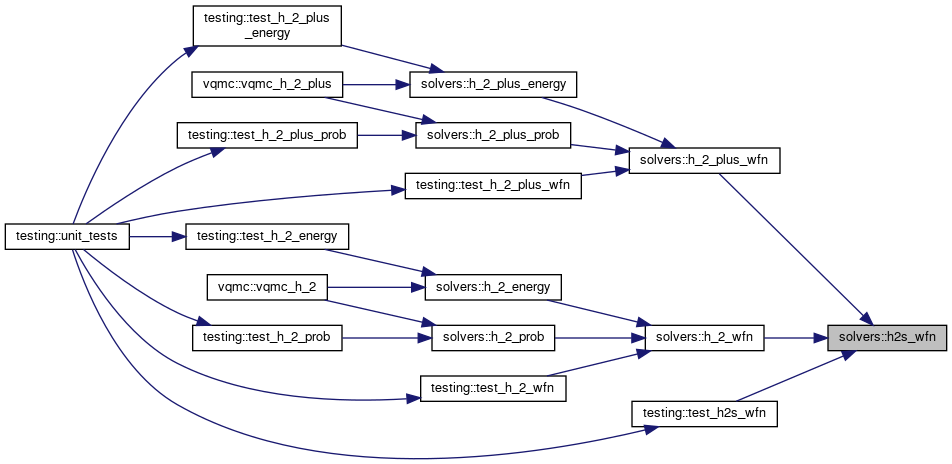 testing::test_h_2_plus
_energy
vqmc::vqmc_h_2_plus
solvers::h_2_plus_energy
testing::test_h_2_plus_prob
solvers::h_2_plus_prob
solvers::h_2_plus_wfn
testing::test_h_2_plus_wfn
testing::unit_tests
testing::test_h_2_energy
vqmc::vqmc_h_2
solvers::h_2_energy
testing::test_h_2_prob
solvers::h_2_prob
solvers::h_2_wfn
solvers::h2s_wfn
testing::test_h_2_wfn
testing::test_h2s_wfn